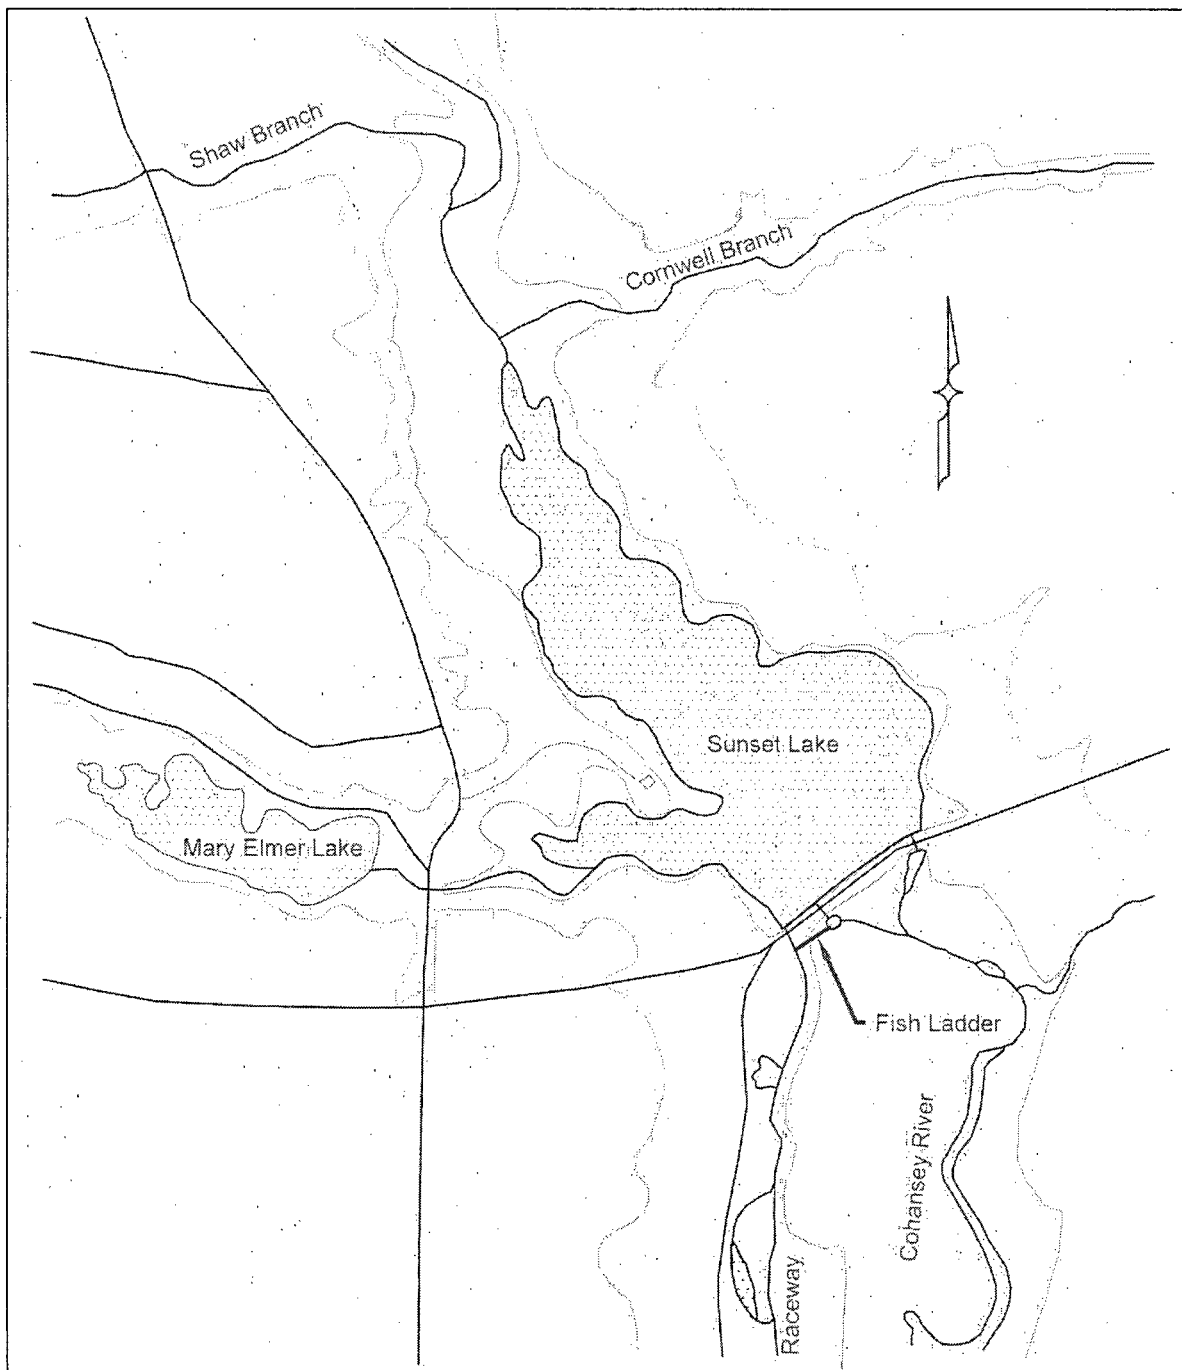 Shaw Branch
Cornwell Branch
Sunset Lake
Mary Elmer Lake
Fish Ladder
Cohansey River
Raceway